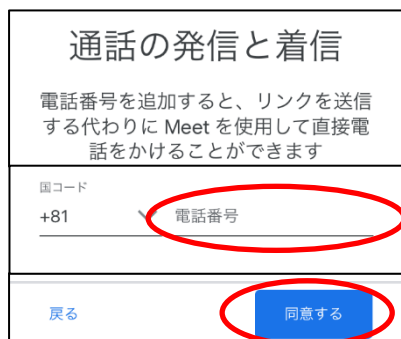 通話の発信と着信
電話番号を追加すると、リンクを送信
する代わりに Meet を使用して直接電
話をかけることができます
国コード
+81 電話番号
戻る 同意する